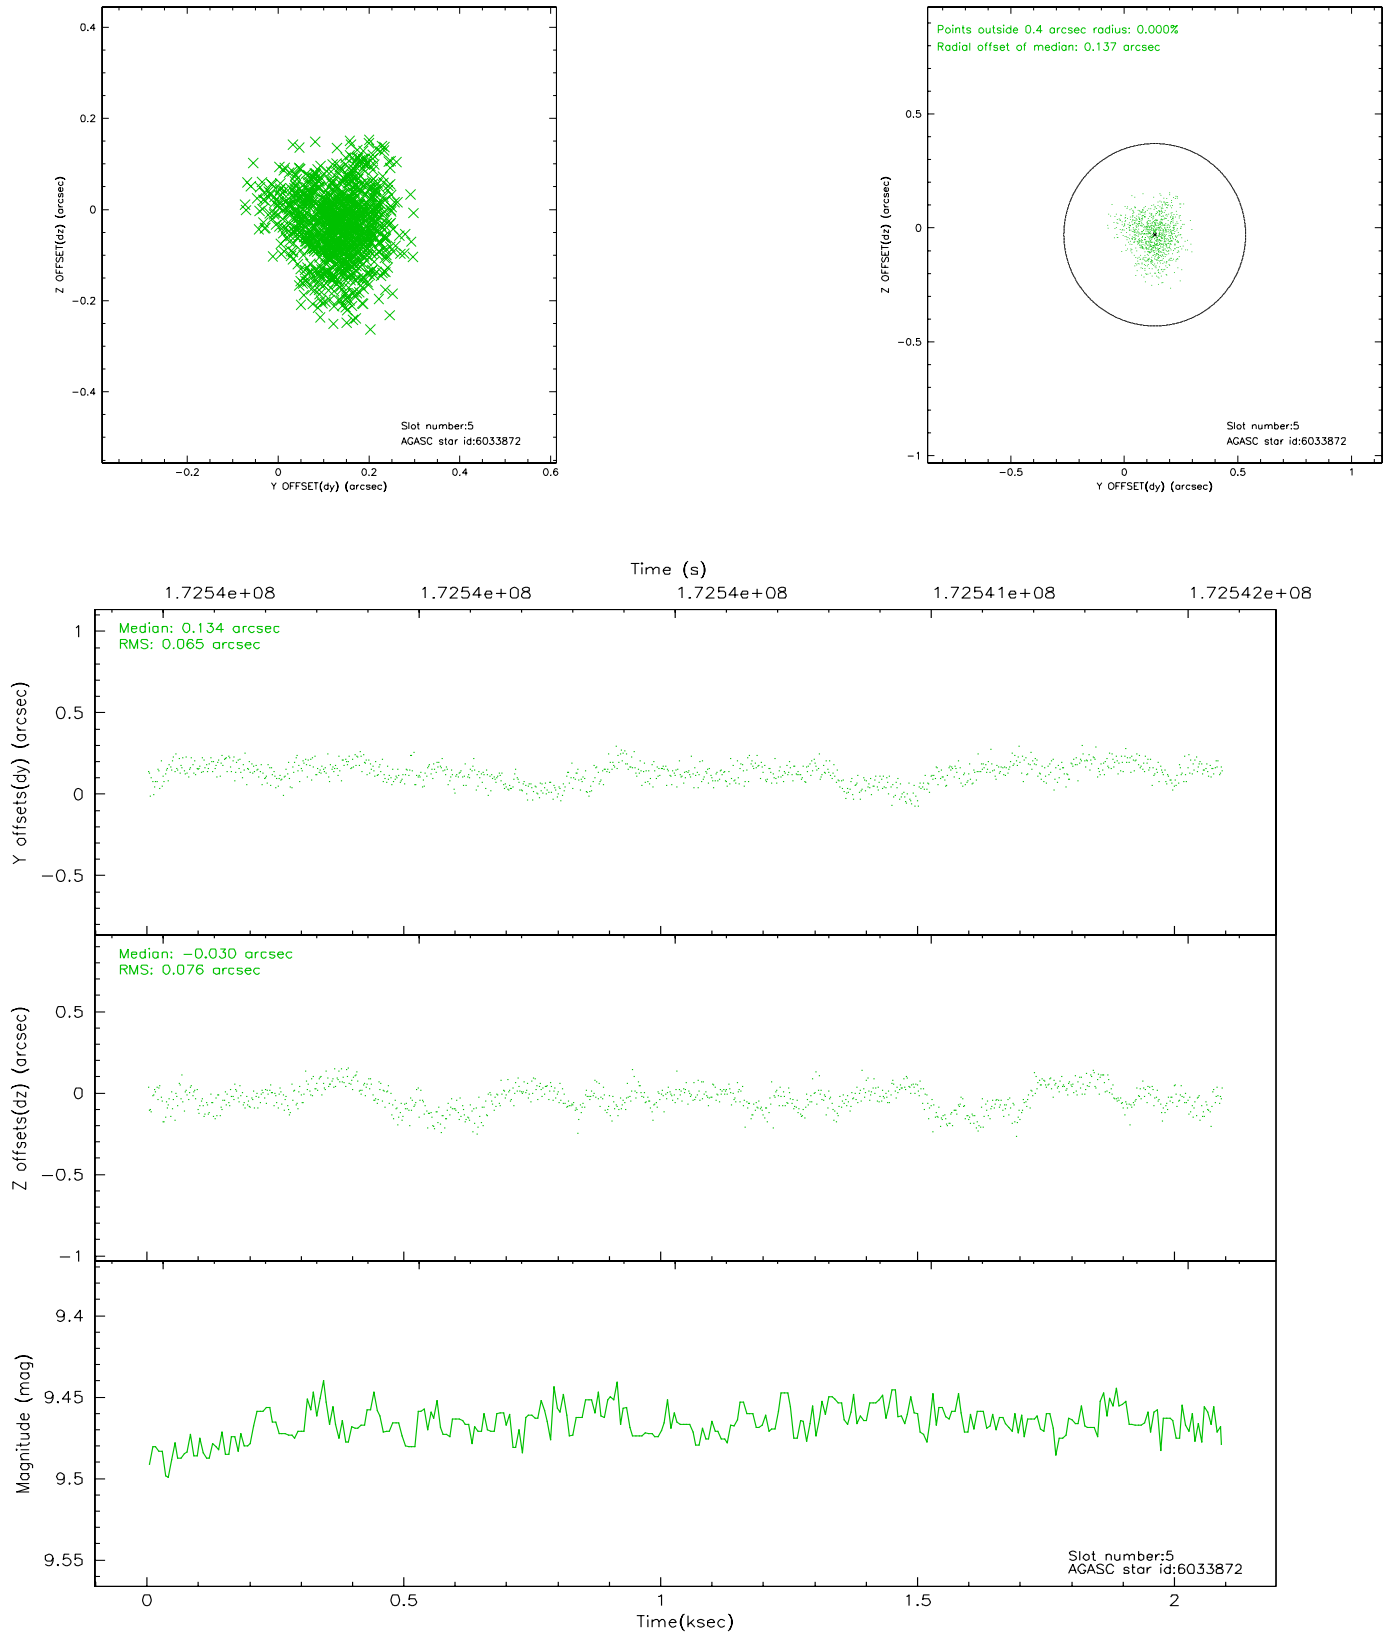 0.4
0.2
0
−0.2
−0.4
Z OFFSET(dz) (arcsec)
Slot number:5
AGASC star id:6033872
−0.2 0 0.2 0.4 0.6
Y OFFSET(dy) (arcsec)
Points outside 0.4 arcsec radius: 0.000%
Radial offset of median: 0.137 arcsec
0.5
0
−0.5
−1
Z OFFSET(dz) (arcsec)
Slot number:5
AGASC star id:6033872
−0.5 0 0.5 1
Y OFFSET(dy) (arcsec)
Time (s)
1.7254e+08 1.7254e+08 1.7254e+08 1.72541e+08 1.72542e+08
Median: 0.134 arcsec
RMS: 0.065 arcsec
1
0.5
0
−0.5
Y offsets(dy) (arcsec)
Median: −0.030 arcsec
RMS: 0.076 arcsec
0.5
0
−0.5
−1
Z offsets(dz) (arcsec)
9.4
9.45
9.5
9.55
Magnitude (mag)
Slot number:5
AGASC star id:6033872
0 0.5 1 1.5 2
Time(ksec)